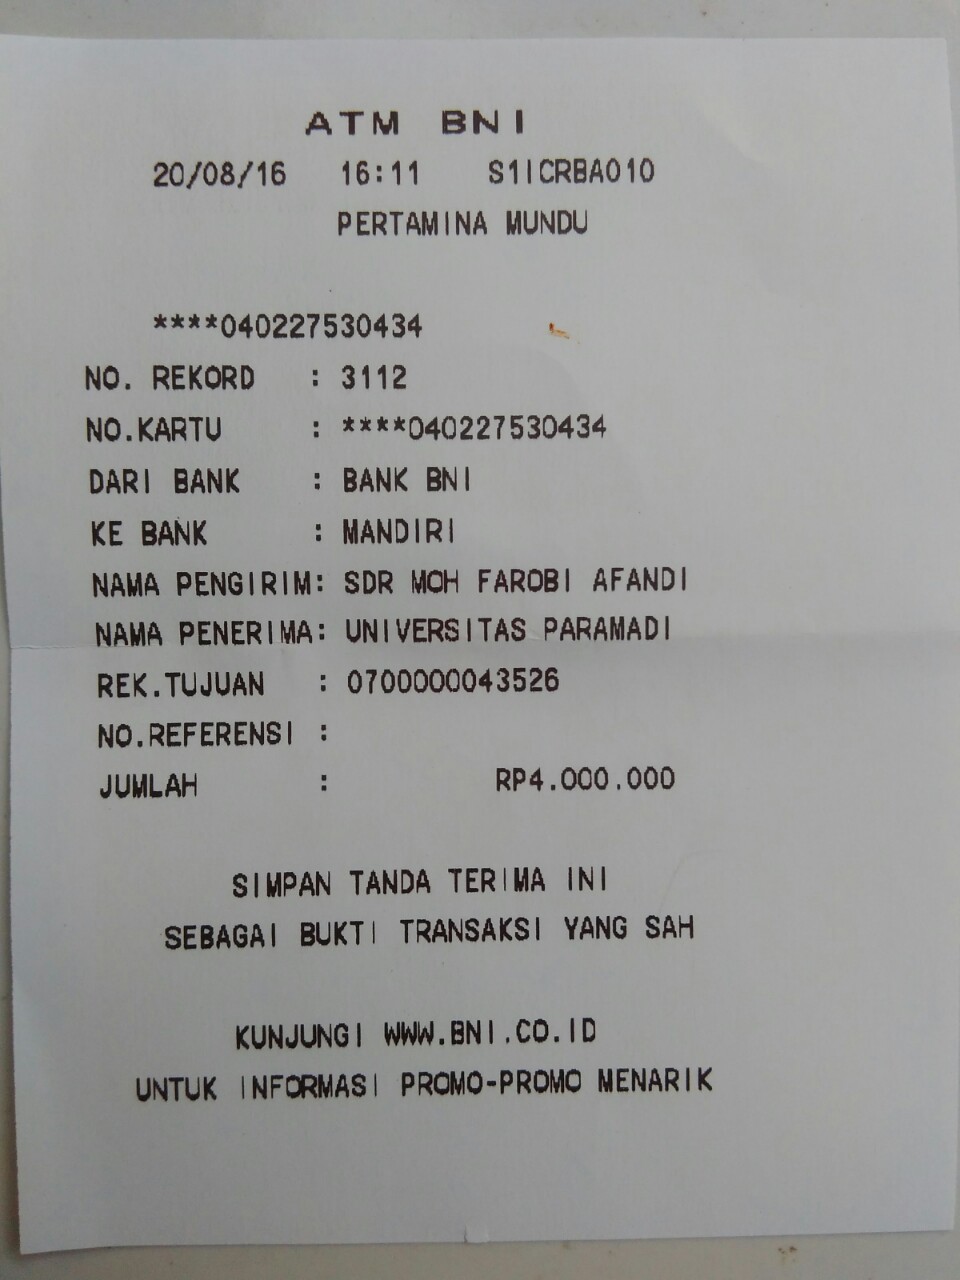 ATM BNI
20/08/16 16:11 S1ICRBA010
PERTAMINA MUNDU
****040227530434
NO. REKORD : 3112
NO.KARTU : ****040227530434
DARI BANK : BANK BNI
KE BANK : MANDIRI
NAMA PENGIRIM: SDR MOH FAROBI AFANDI
NAMA PENERIMA: UNIVERSITAS PARAMADI
REK.TUJUAN : 0700000043526
NO.REFERENSI :
JUMLAH : RP4.000.000
SIMPAN TANDA TERIMA INI
SEBAGAI BUKTI TRANSAKSI YANG SAH
KUNJUNGI WWW.BNI.CO.ID
UNTUK INFORMASI PROMO-PROMO MENARIK